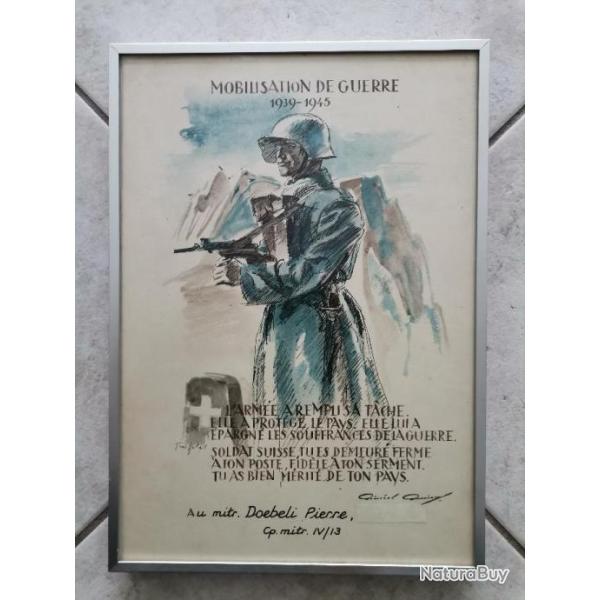 MOBILISATION DE GUERRE
1939-1945
L'ARMÉE A REMPLI SA TÂCHE.
ELLE A PROTÉGÉ LE PAYS. ELLE LUI A
ÉPARGNÉ LES SOUFFRANCES DE LA GUERRE.
SOLDAT SUISSE, TU ES DEMEURÉ FERME
À TON POSTE, FIDÈLE À TON SERMENT.
TU AS BIEN MÉRITÉ DE TON PAYS.
Au mitr. Doebeli Pierre,
Cp. mitr. IV/13
NaturaBuy